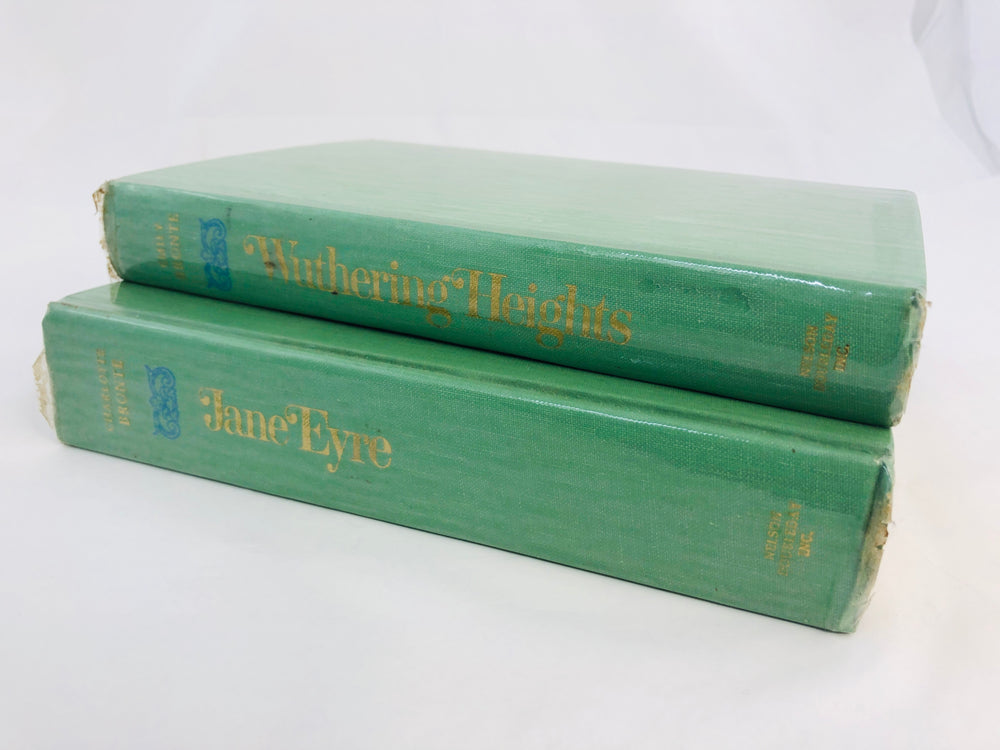 EMILY
BRONTË
Wuthering Heights
NELSON
DOUBLEDAY
INC.
CHARLOTTE
BRONTË
Jane Eyre
NELSON
DOUBLEDAY
INC.